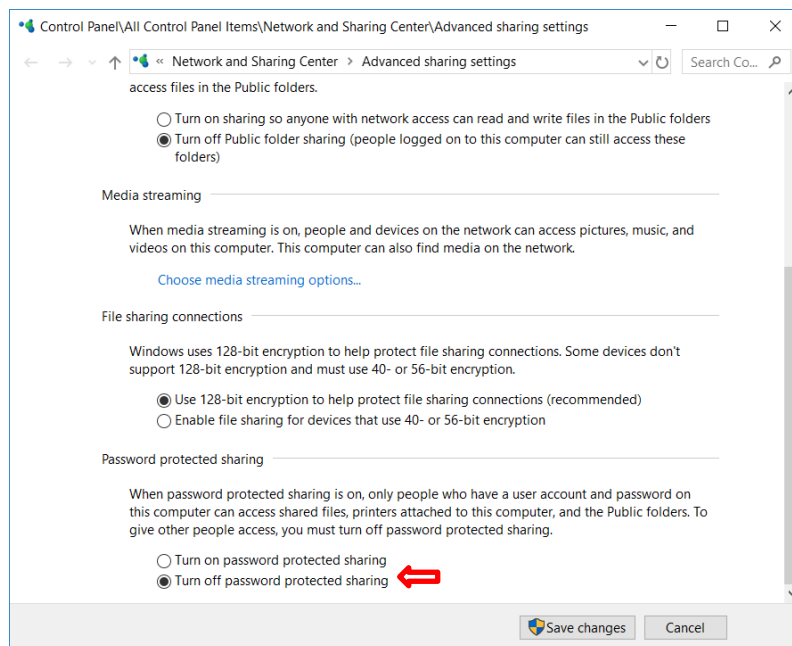 Control Panel\All Control Panel Items\Network and Sharing Center\Advanced sharing settings
« Network and Sharing Center > Advanced sharing settings
Search Co...
access files in the Public folders.
Turn on sharing so anyone with network access can read and write files in the Public folders
Turn off Public folder sharing (people logged on to this computer can still access these
folders)
Media streaming
When media streaming is on, people and devices on the network can access pictures, music, and
videos on this computer. This computer can also find media on the network.
Choose media streaming options...
File sharing connections
Windows uses 128-bit encryption to help protect file sharing connections. Some devices don't
support 128-bit encryption and must use 40- or 56-bit encryption.
Use 128-bit encryption to help protect file sharing connections (recommended)
Enable file sharing for devices that use 40- or 56-bit encryption
Password protected sharing
When password protected sharing is on, only people who have a user account and password on
this computer can access shared files, printers attached to this computer, and the Public folders. To
give other people access, you must turn off password protected sharing.
Turn on password protected sharing
Turn off password protected sharing
Save changes
Cancel